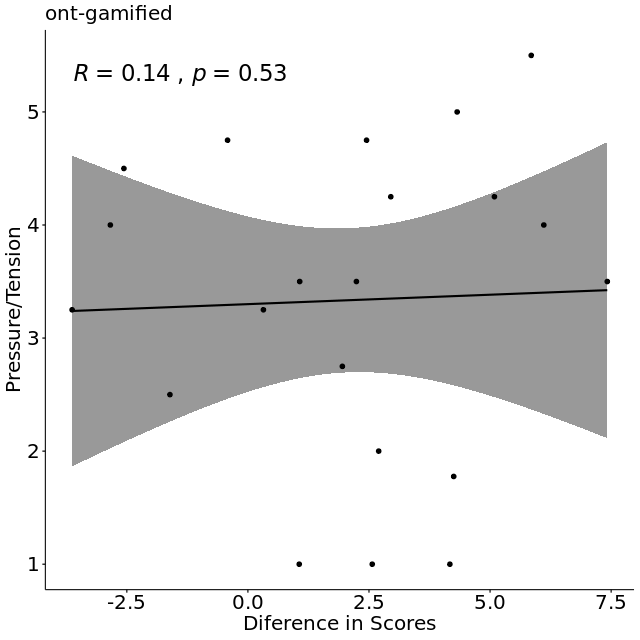 ont-gamified
R = 0.14 , p = 0.53
Pressure/Tension
5
4
3
2
1
-2.5
0.0
2.5
5.0
7.5
Diference in Scores